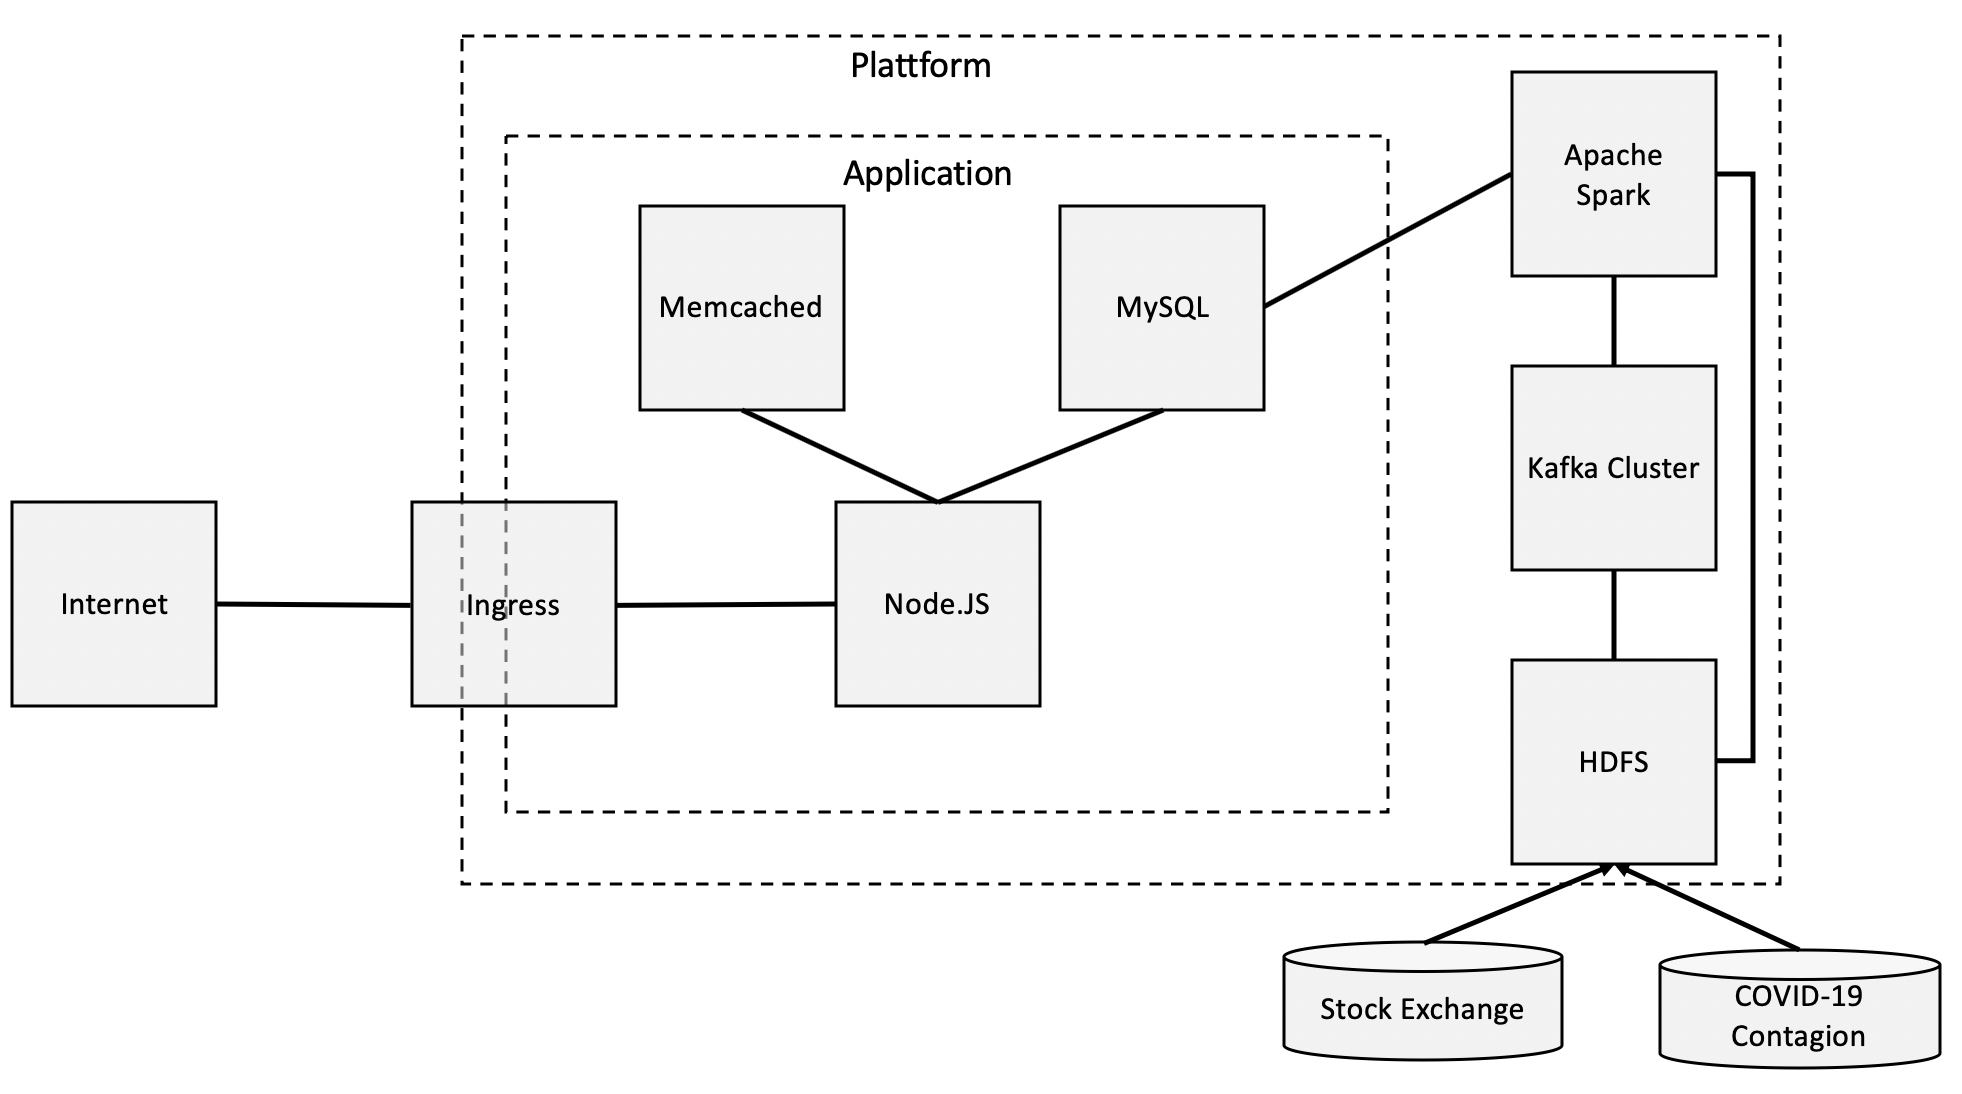 Plattform
Application
Apache
Spark
Memcached
MySQL
Kafka Cluster
Internet
Ingress
Node.JS
HDFS
Stock Exchange
COVID-19
Contagion